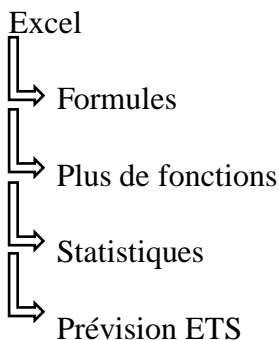 Excel
Formules
Plus de fonctions
Statistiques
Prévision ETS